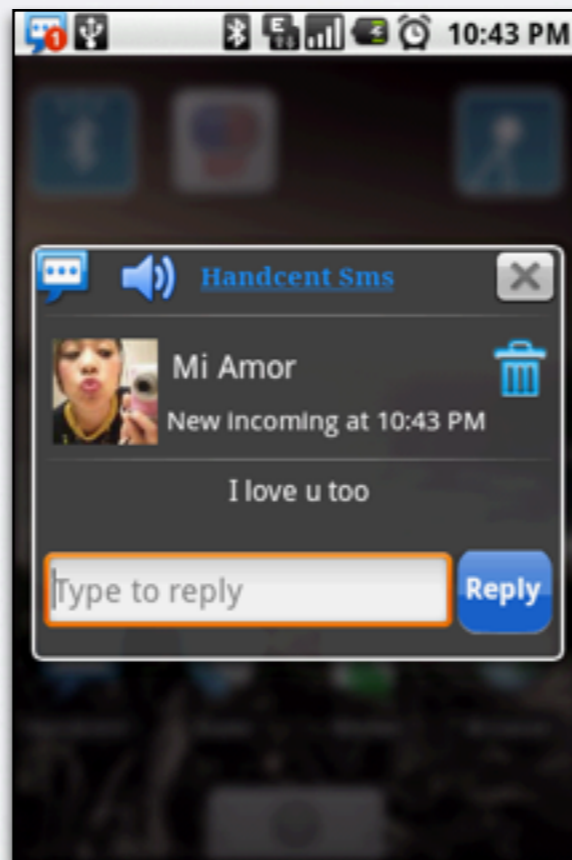 1
E
10:43 PM
Handcent Sms
Mi Amor
New incoming at 10:43 PM
I love u too
Type to reply
Reply